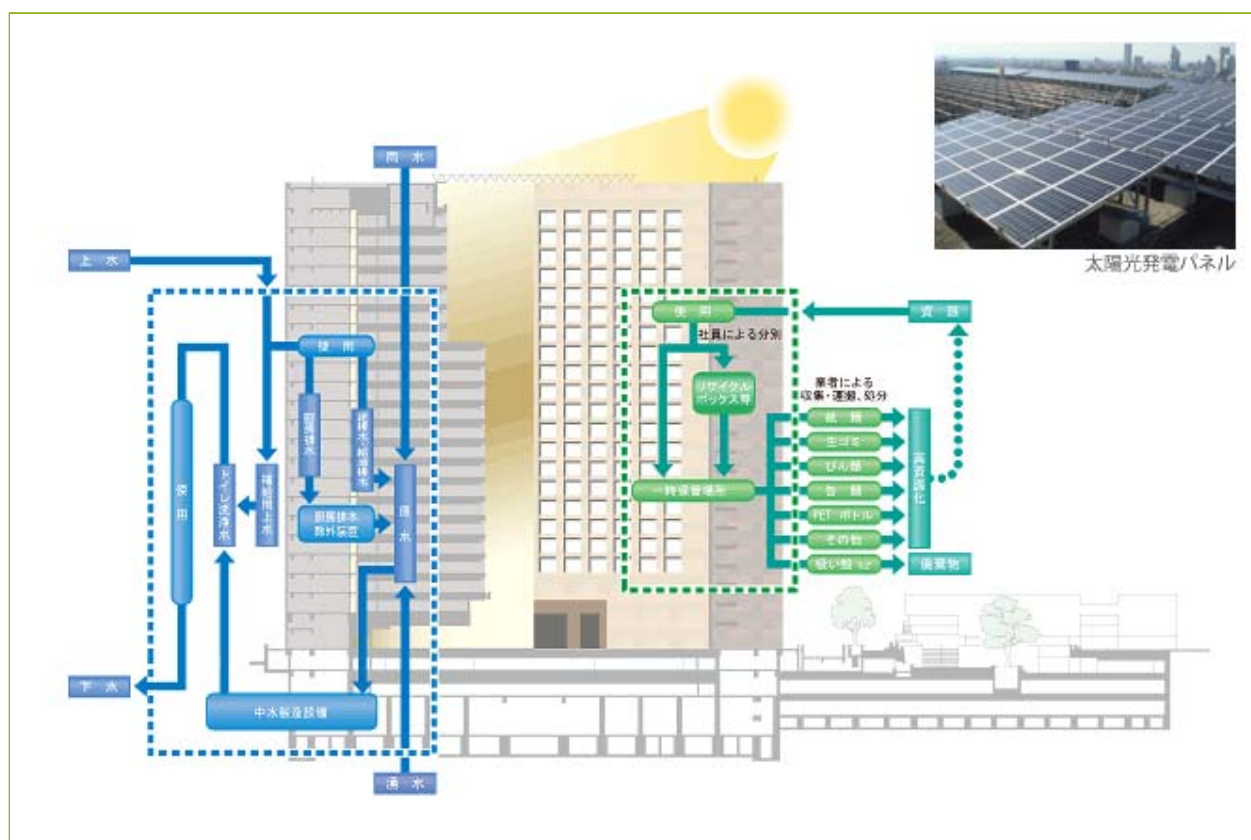 雨水
太陽光発電パネル
上水
使用
社員による分別
資源
使用
リサイクル
ボックス等
業者による
収集・運搬、処分
紙類
生ゴミ
びん類
缶類
PET ボトル
その他
吸い殻 など
再資源化
廃棄物
一時保管場所
厨房排水
雑排水・給湯排水
使用
トイレ洗浄水
補給用上水
厨房排水
除外装置
原水
下水
中水製造設備
湧水